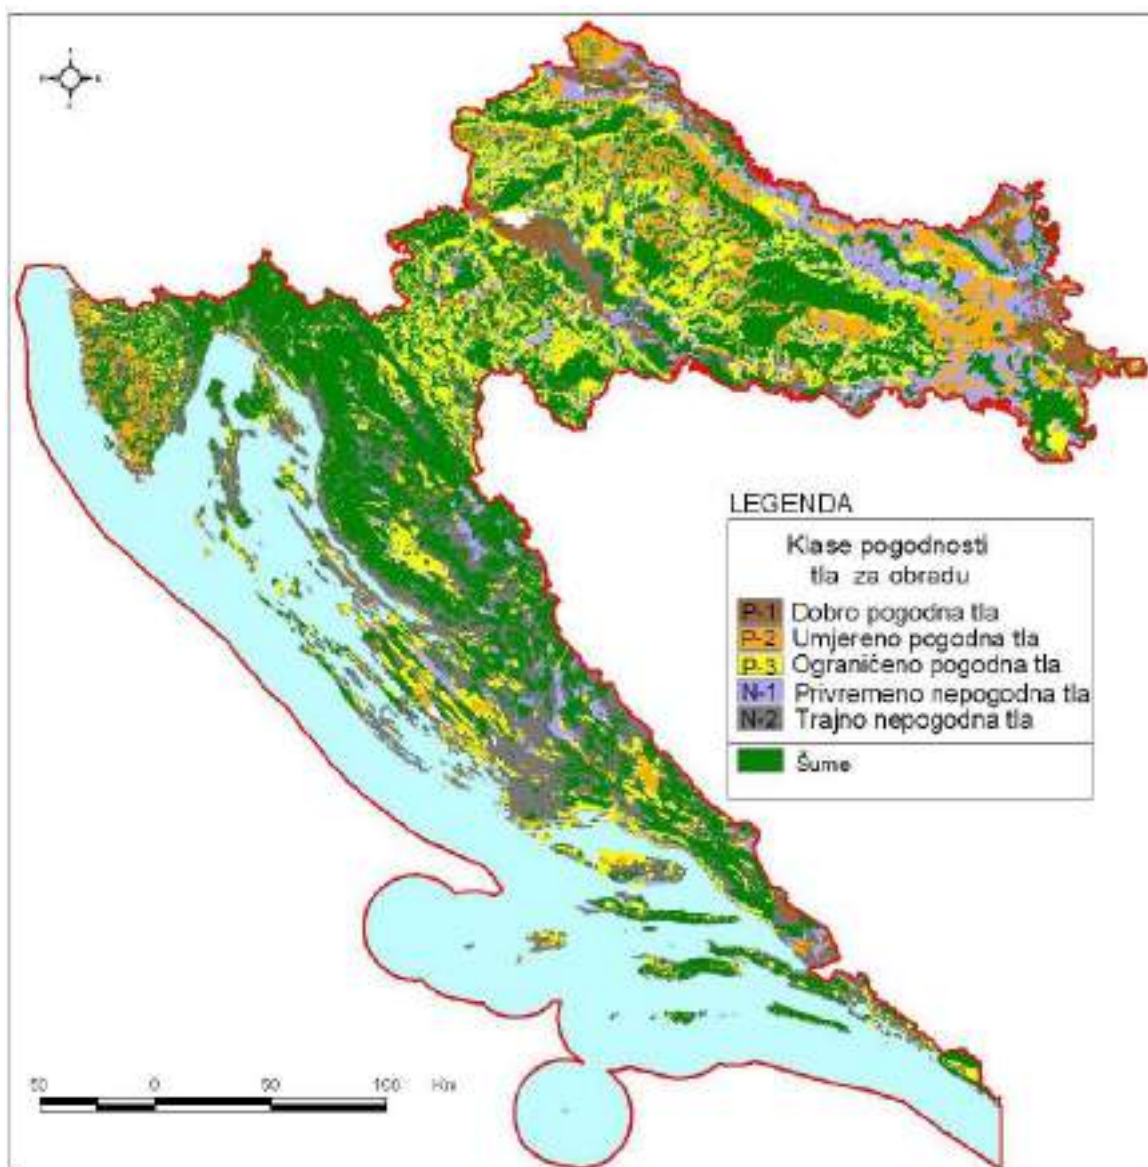 LEGENDA
Klase pogodnosti
tla za obradu
P-1 Dobro pogodna tla
P-2 Umjereno pogodna tla
P-3 Ograničeno pogodna tla
N-1 Privremeno nepogodna tla
N-2 Trajno nepogodna tla
Šume
50 0 50 100 Km